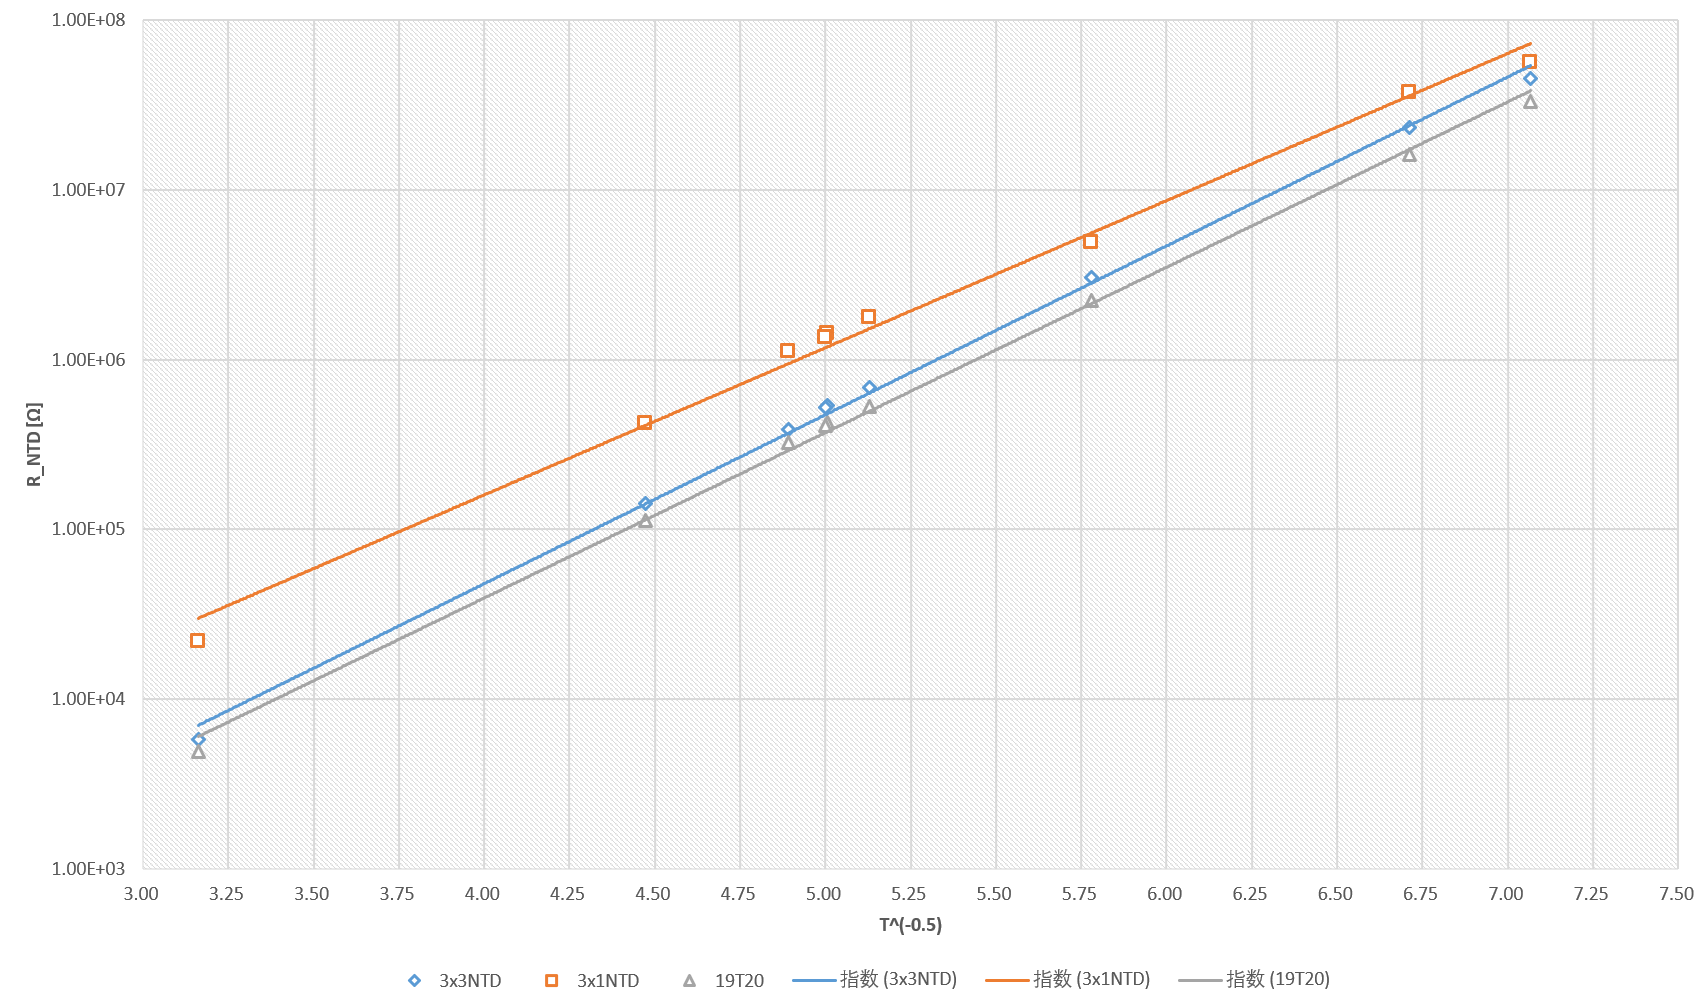 1.00E+08
1.00E+07
1.00E+06
1.00E+05
1.00E+04
1.00E+03
R_NTD [Ω]
3.00 3.25 3.50 3.75 4.00 4.25 4.50 4.75 5.00 5.25 5.50 5.75 6.00 6.25 6.50 6.75 7.00 7.25 7.50
T^(-0.5)
3x3NTD 3x1NTD 19T20 指数 (3x3NTD) 指数 (3x1NTD) 指数 (19T20)